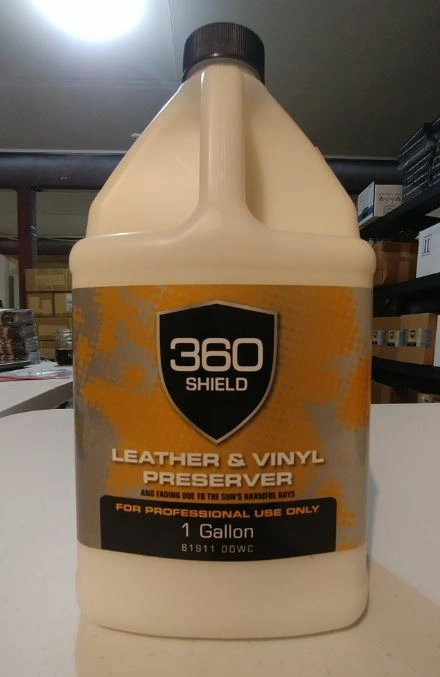 360
SHIELD
LEATHER & VINYL
PRESERVER
AND FADING DUE TO THE SUN'S HARMFUL RAYS
FOR PROFESSIONAL USE ONLY
1 Gallon
81911 DOWC